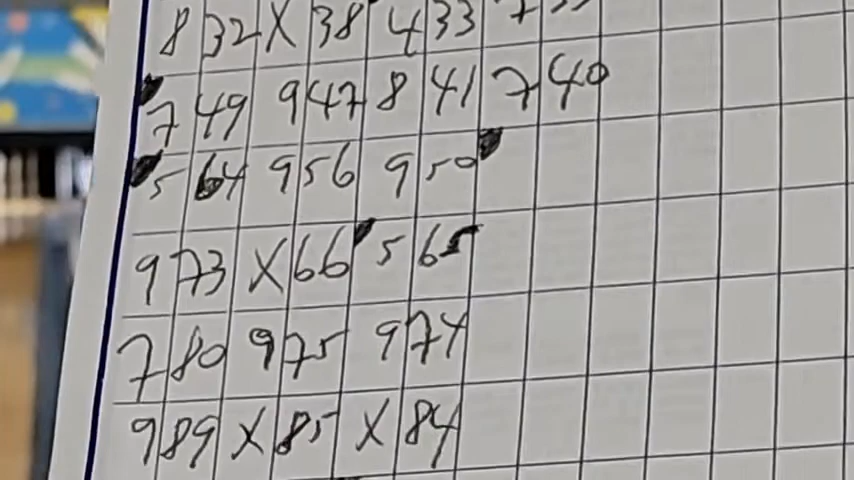 8 32 X 38 4 33
7 49 9 47 8 41 7 40
5 64 9 56 9 50
9 73 X 66 5 65
7 80 9 75 9 74
9 89 X 85 X 84